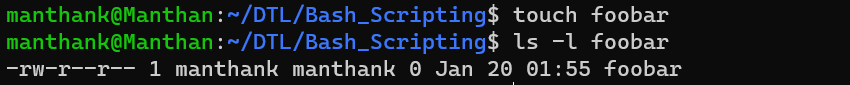 manthank@Manthan:~/DTL/Bash_Scripting$ touch foobar
manthank@Manthan:~/DTL/Bash_Scripting$ ls -l foobar
-rw-r--r-- 1 manthank manthank 0 Jan 20 01:55 foobar